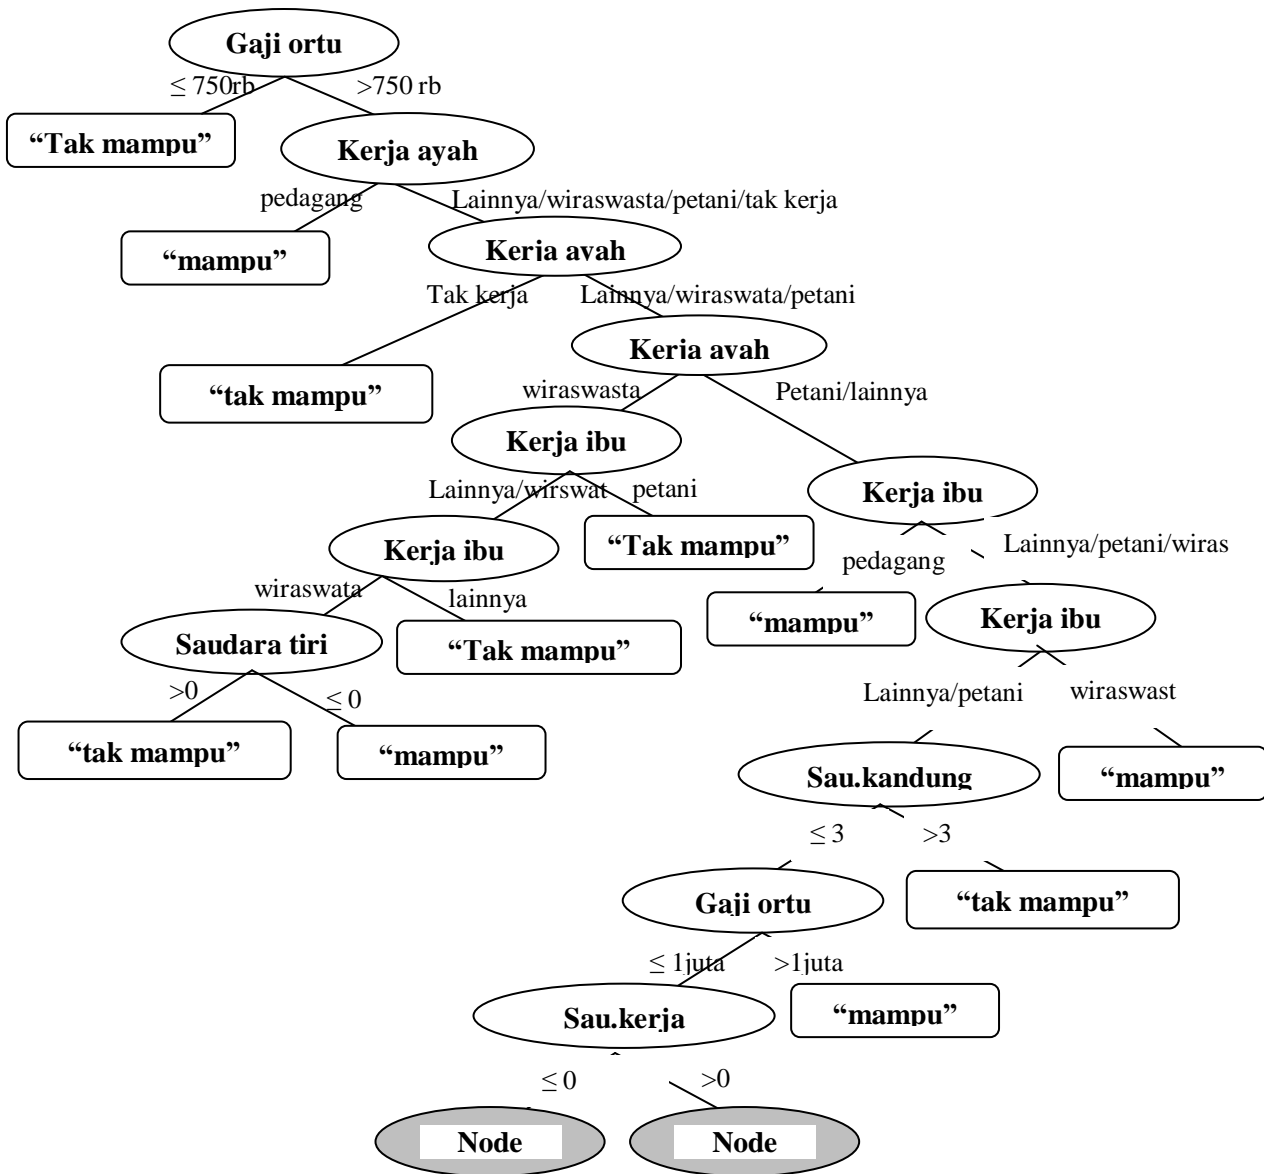 Gaji ortu
≤ 750rb >750 rb
“Tak mampu”
Kerja ayah
pedagang Lainnya/wiraswasta/petani/tak kerja
“mampu”
Kerja ayah
Tak kerja Lainnya/wiraswata/petani
Kerja ayah
“tak mampu”
wiraswasta Petani/lainnya
Kerja ibu
Lainnya/wirswat petani
Kerja ibu
“Tak mampu”
Kerja ibu
pedagang Lainnya/petani/wiras
wiraswata lainnya
“mampu”
Kerja ibu
Saudara tiri
“Tak mampu”
>0 ≤ 0
Lainnya/petani wiraswast
“tak mampu”
“mampu”
Sau.kandung
“mampu”
≤ 3 >3
Gaji ortu
“tak mampu”
≤ 1juta >1juta
Sau.kerja
“mampu”
≤ 0 >0
Node
Node